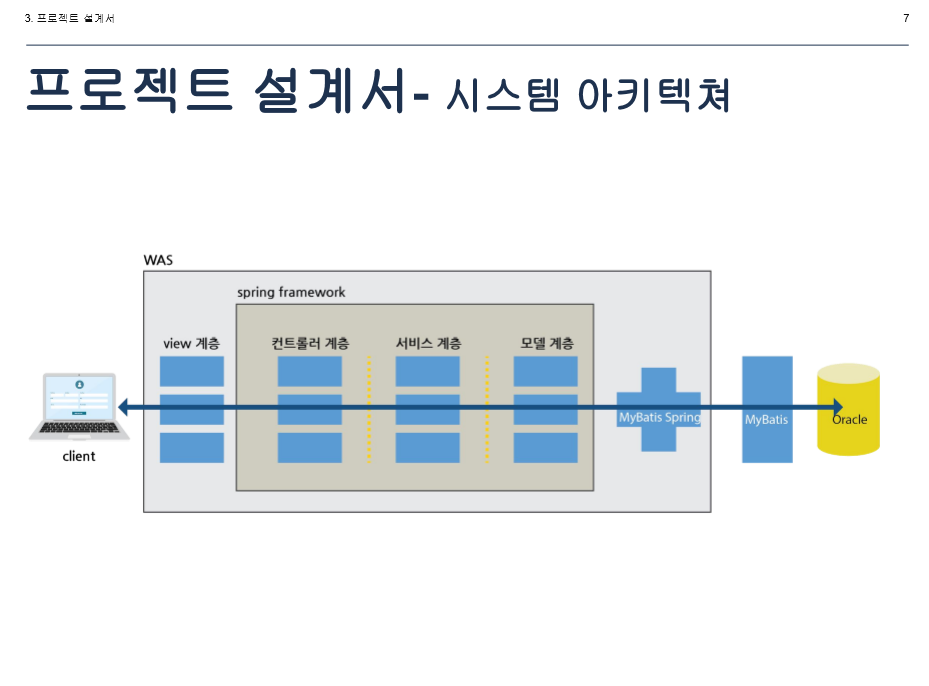 3. 프로젝트 설계서
7
프로젝트 설계서- 시스템 아키텍쳐
WAS
spring framework
view 계층
컨트롤러 계층
서비스 계층
모델 계층
MyBatis Spring
MyBatis
Oracle
client